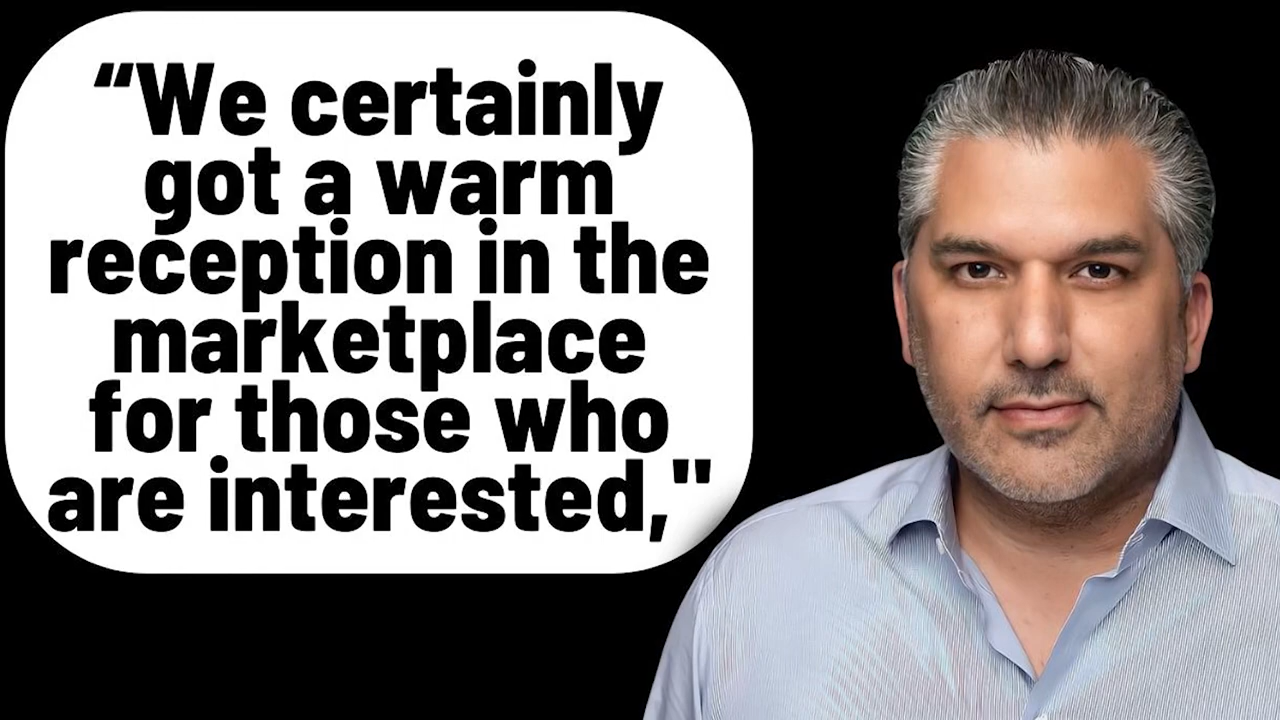 “We certainly
got a warm
reception in the
marketplace
for those who
are interested,"